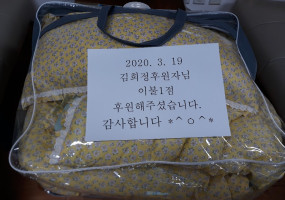 2020. 3. 19
김희정후원자님
이불1점
후원해주셨습니다.
감사합니다 *^ㅇ^*